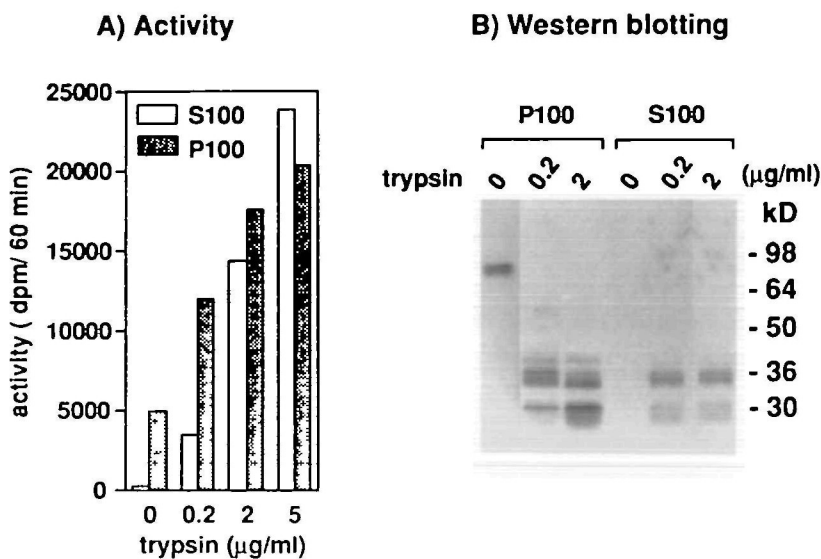 A) Activity
25000
20000
15000
10000
5000
0
activity ( dpm/ 60 min)
S100
P100
0 0.2 2 5
trypsin (μg/ml)
B) Western blotting
P100 S100
trypsin 0 0.2 2 0 0.2 2 (μg/ml)
kD
- 98
- 64
- 50
- 36
- 30